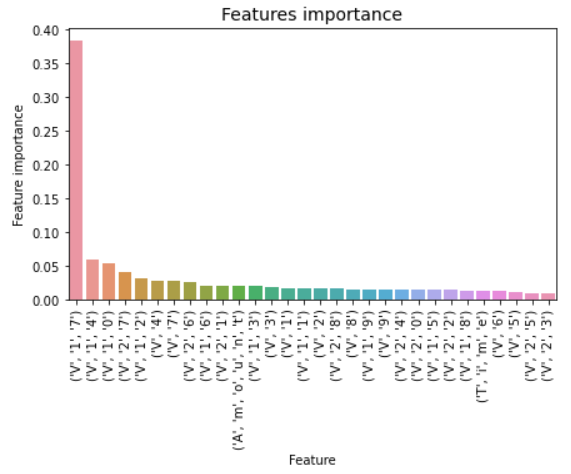 Features importance
0.40
0.35
0.30
0.25
0.20
0.15
0.10
0.05
0.00
Feature importance
('V', '1', '7')
('V', '1', '4')
('V', '1', '0')
('V', '2', '7')
('V', '1', '2')
('V', '4')
('V', '7')
('V', '2', '6')
('V', '1', '6')
('V', '2', '1')
('A', 'm', 'o', 'u', 'n', 't')
('V', '1', '3')
('V', '3')
('V', '1')
('V', '1', '1')
('V', '2')
('V', '2', '8')
('V', '8')
('V', '1', '9')
('V', '9')
('V', '2', '4')
('V', '2', '0')
('V', '1', '5')
('V', '2', '2')
('V', '1', '8')
('T', 'i', 'm', 'e')
('V', '6')
('V', '5')
('V', '2', '5')
('V', '2', '3')
Feature